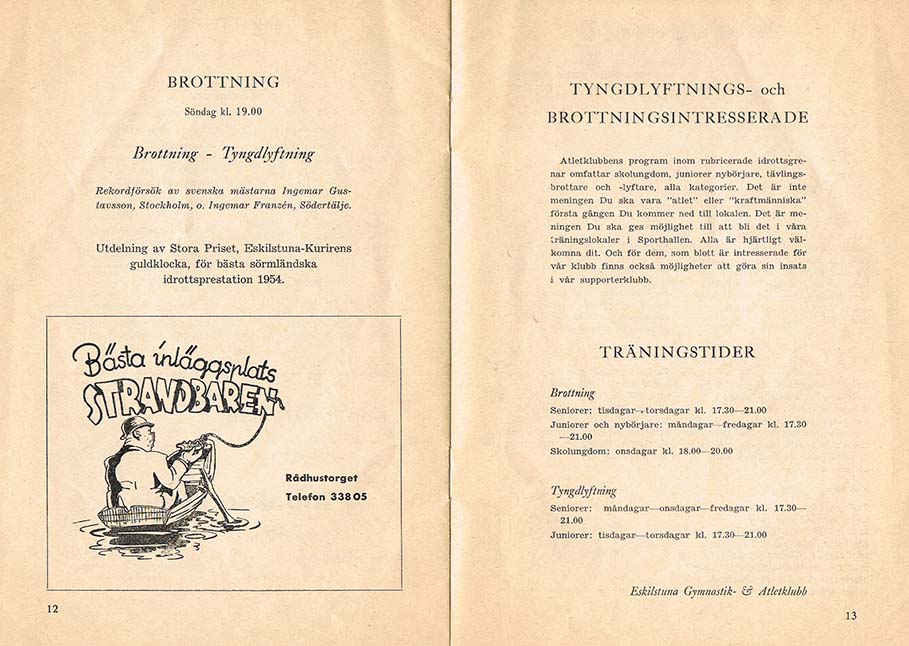 BROTTNING
Söndag kl. 19.00
Brottning - Tyngdlyftning
Rekordförsök av svenska mästarna Ingemar Gus-
tavsson, Stockholm, o. Ingemar Franzén, Södertälje.
Utdelning av Stora Priset, Eskilstuna-Kurirens
guldklocka, för bästa sörmländska
idrottsprestation 1954.
Bästa inläggsplats
STRANDBAREN
Rådhustorget
Telefon 338 05
12
TYNGDLYFTNINGS- och
BROTTNINGSINTRESSERADE
Atletklubbens program inom rubricerade idrottsgre-
nar omfattar skolungdom, juniorer nybörjare, tävlings-
brottare och -lyftare, alla kategorier. Det är inte
meningen Du ska vara "atlet" eller "kraftmänniska"
första gången Du kommer ned till lokalen. Det är me-
ningen Du ska ges möjlighet till att bli det i våra
träningslokaler i Sporthallen. Alla är hjärtligt väl-
komna dit. Och för dem, som blott är intresserade för
vår klubb finns också möjligheter att göra sin insats
i vår supporterklubb.
TRÄNINGSTIDER
Brottning
Seniorer: tisdagar—torsdagar kl. 17.30—21.00
Juniorer och nybörjare: måndagar—fredagar kl. 17.30
—21.00
Skolungdom: onsdagar kl. 18.00—20.00
Tyngdlyftning
Seniorer: måndagar—onsdagar—fredagar kl. 17.30—
21.00
Juniorer: tisdagar—torsdagar kl. 17.30—21.00
Eskilstuna Gymnastik- & Atletklubb
13